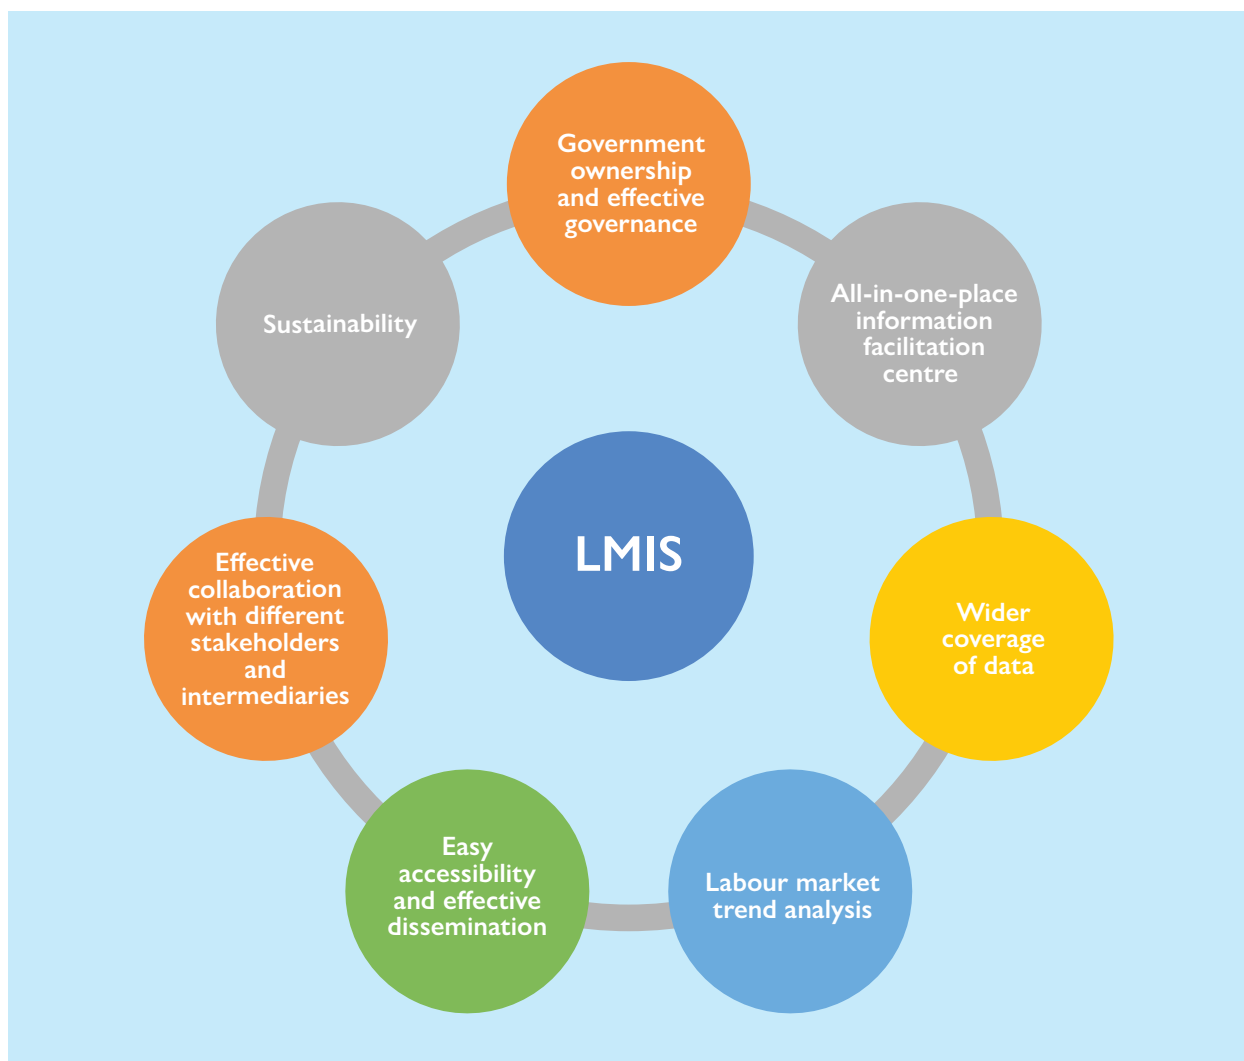 Government
ownership
and effective
governance
All-in-one-place
information
facilitation
centre
Wider
coverage
of data
Labour market
trend analysis
Easy
accessibility
and effective
dissemination
Effective
collaboration
with different
stakeholders
and
intermediaries
Sustainability
LMIS